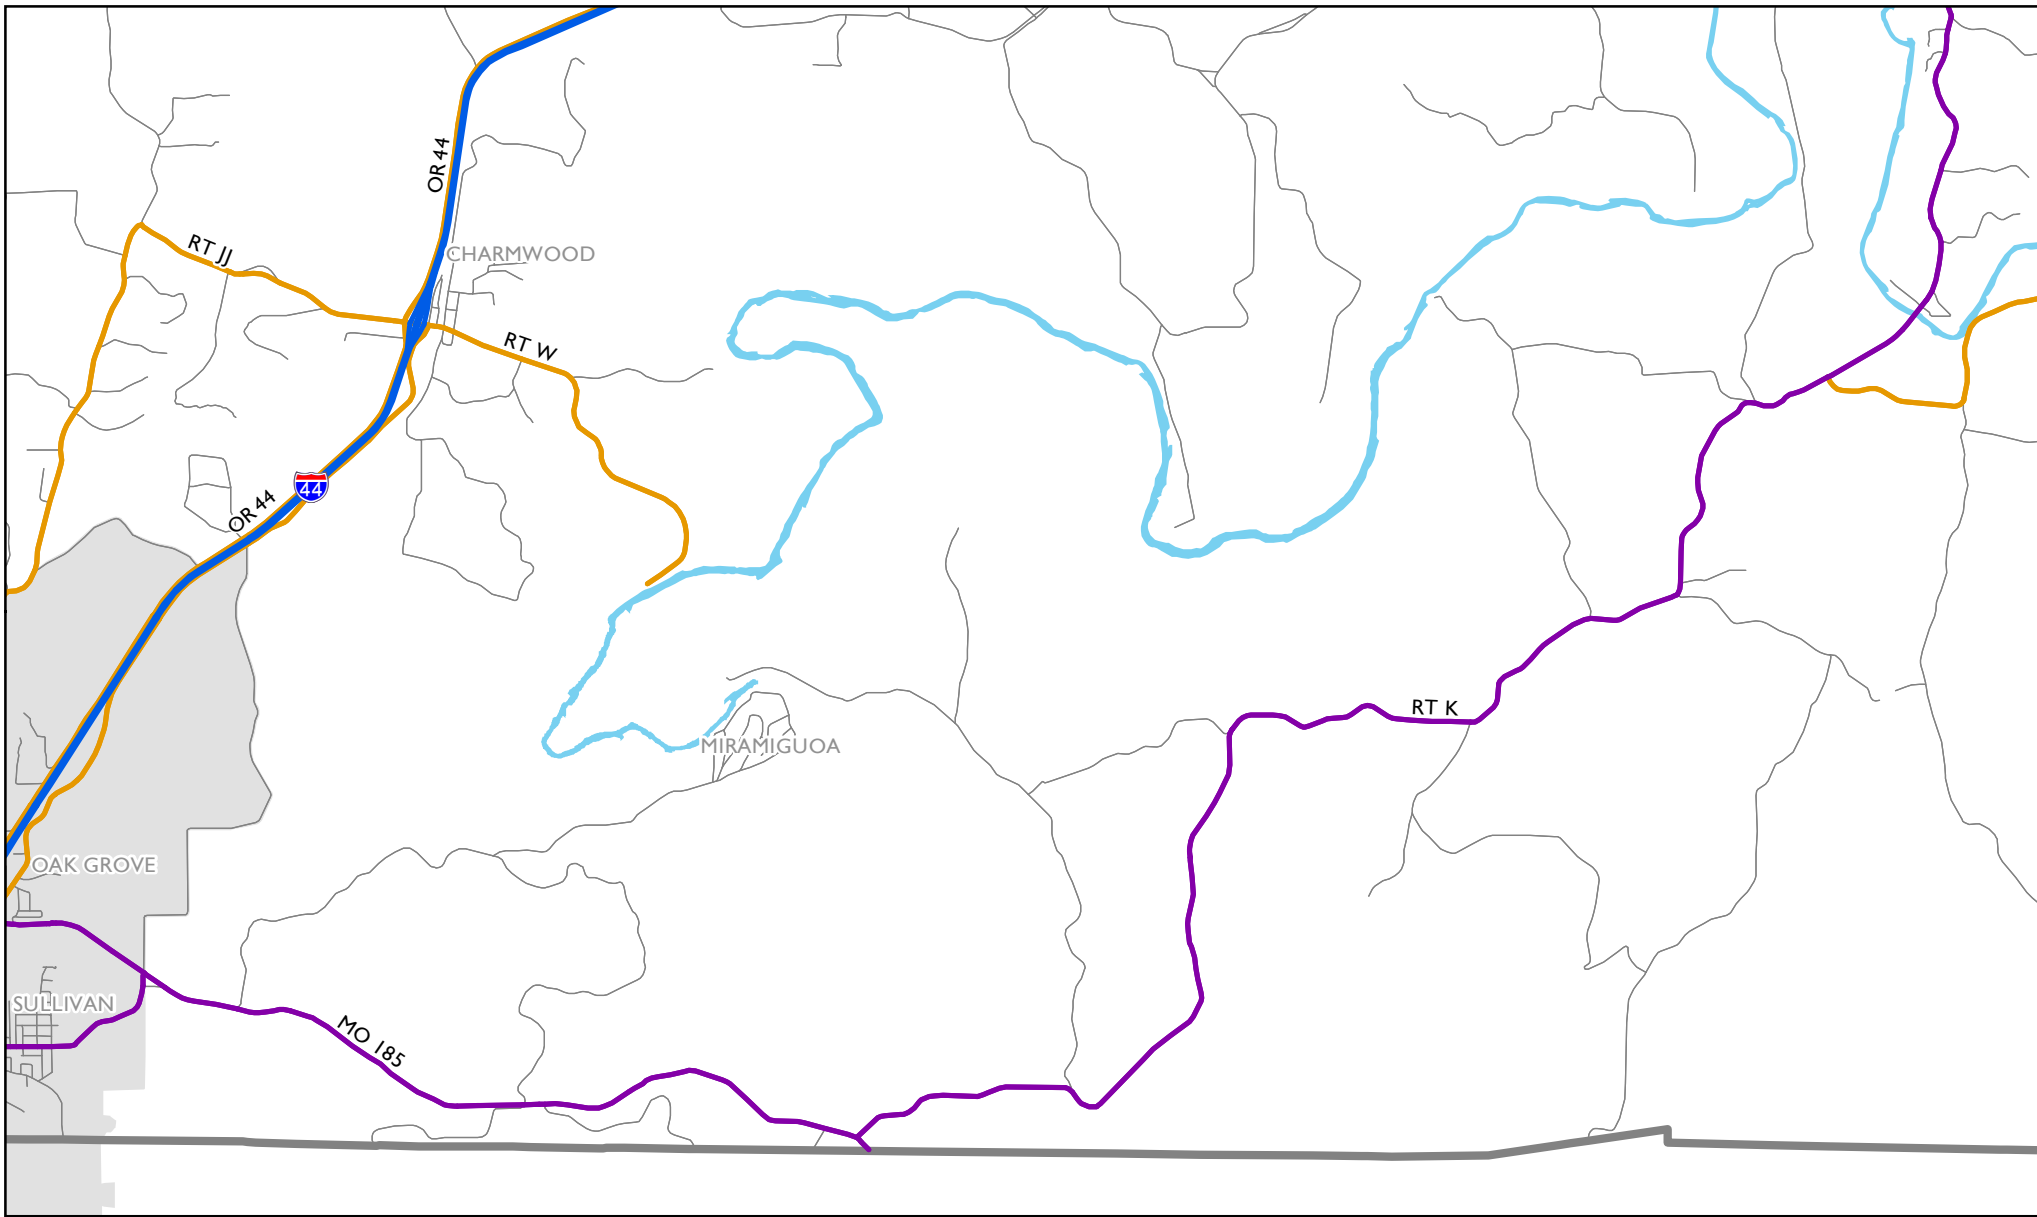 OR 44
RT JJ
CHARMWOOD
RT W
44
OR 44
RT K
MIRAMIGUOA
OAK GROVE
SULLIVAN
MO 185